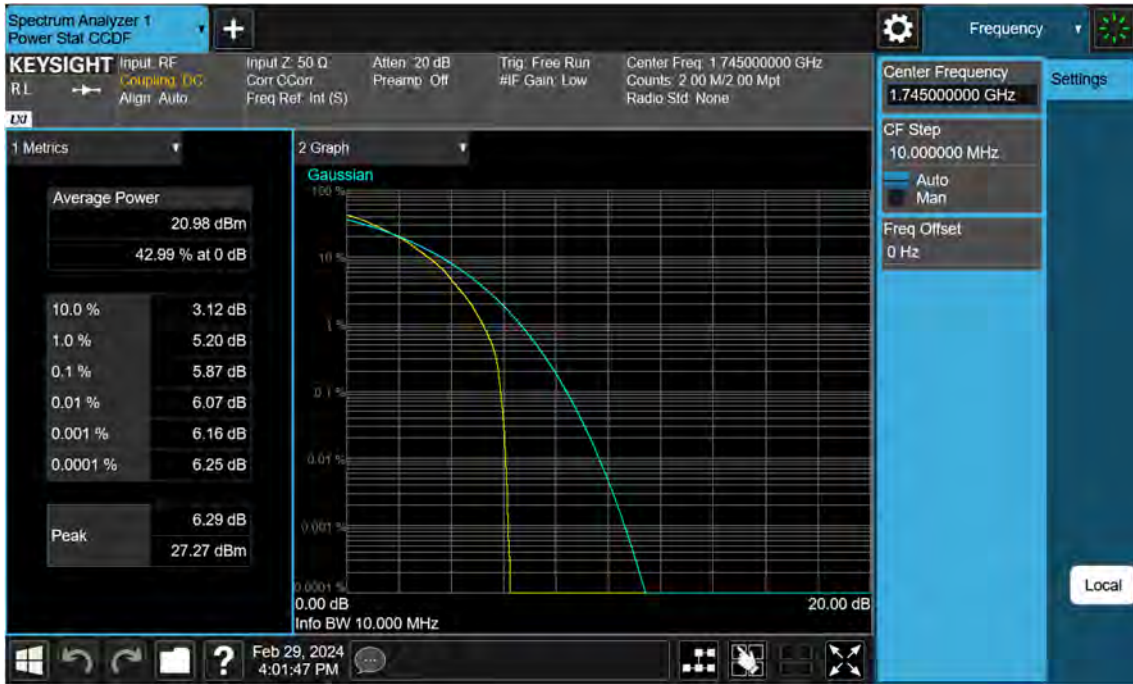 Spectrum Analyzer 1
Power Stat CCDF
Frequency
KEYSIGHT
RL
LXI
Input: RF
Coupling: DC
Align: Auto
Input Z: 50 Ω
Corr CCorr
Freq Ref: Int (S)
Atten: 20 dB
Preamp: Off
Trig: Free Run
#IF Gain: Low
Center Freq: 1.745000000 GHz
Counts: 2.00 M/2.00 Mpt
Radio Std: None
Center Frequency
1.745000000 GHz
Settings
CF Step
10.000000 MHz
Auto
Man
Freq Offset
0 Hz
1 Metrics
Average Power
20.98 dBm
42.99 % at 0 dB
10.0 % 3.12 dB
1.0 % 5.20 dB
0.1 % 5.87 dB
0.01 % 6.07 dB
0.001 % 6.16 dB
0.0001 % 6.25 dB
Peak
6.29 dB
27.27 dBm
2 Graph
Gaussian
100 %
10 %
1 %
0.1 %
0.01 %
0.001 %
0.0001 %
0.00 dB 20.00 dB
Info BW 10.000 MHz
Local
?
Feb 29, 2024
4:01:47 PM